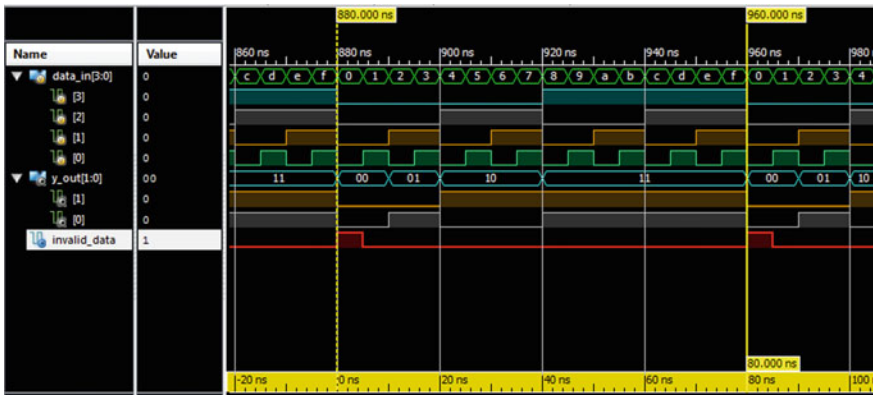 880.000 ns 960.000 ns
Name Value 860 ns 880 ns 900 ns 920 ns 940 ns 960 ns 980
data_in[3:0] 0 c d e f 0 1 2 3 4 5 6 7 8 9 a b c d e f 0 1 2 3 4
[3] 0
[2] 0
[1] 0
[0] 0
y_out[1:0] 00 11 00 01 10 11 00 01 10
[1] 0
[0] 0
invalid_data 1
80.000 ns
-20 ns 0 ns 20 ns 40 ns 60 ns 80 ns 100